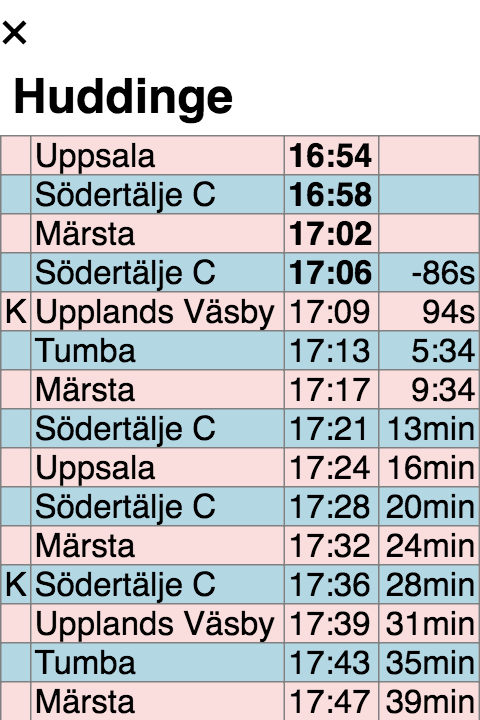 ×
Huddinge
Uppsala 16:54
Södertälje C 16:58
Märsta 17:02
Södertälje C 17:06 -86s
K Upplands Väsby 17:09 94s
Tumba 17:13 5:34
Märsta 17:17 9:34
Södertälje C 17:21 13min
Uppsala 17:24 16min
Södertälje C 17:28 20min
Märsta 17:32 24min
K Södertälje C 17:36 28min
Upplands Väsby 17:39 31min
Tumba 17:43 35min
Märsta 17:47 39min